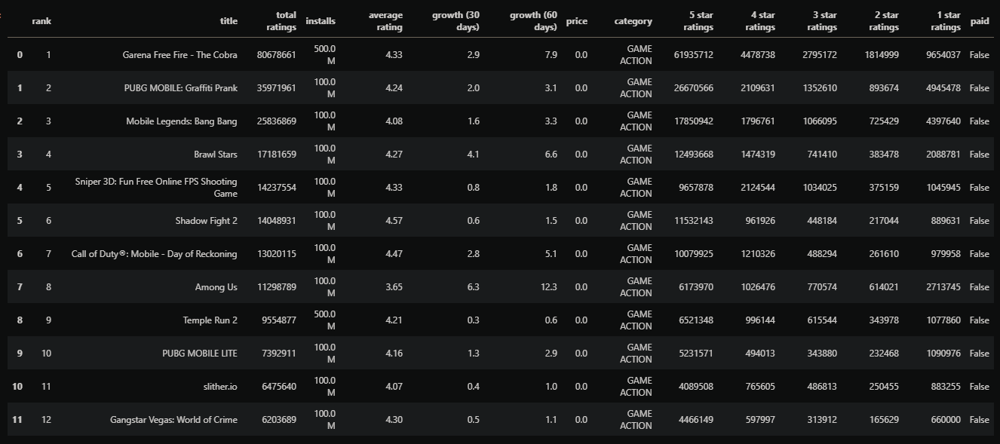 rank title total ratings installs average rating growth (30 days) growth (60 days) price category 5 star ratings 4 star ratings 3 star ratings 2 star ratings 1 star ratings paid
0 1 Garena Free Fire - The Cobra 80678661 500.0 M 4.33 2.9 7.9 0.0 GAME ACTION 61935712 4478738 2795172 1814999 9654037 False
1 2 PUBG MOBILE: Graffiti Prank 35971961 100.0 M 4.24 2.0 3.1 0.0 GAME ACTION 26670566 2109631 1352610 893674 4945478 False
2 3 Mobile Legends: Bang Bang 25836869 100.0 M 4.08 1.6 3.3 0.0 GAME ACTION 17850942 1796761 1066095 725429 4397640 False
3 4 Brawl Stars 17181659 100.0 M 4.27 4.1 6.6 0.0 GAME ACTION 12493668 1474319 741410 383478 2088781 False
4 5 Sniper 3D: Fun Free Online FPS Shooting Game 14237554 100.0 M 4.33 0.8 1.8 0.0 GAME ACTION 9657878 2124544 1034025 375159 1045945 False
5 6 Shadow Fight 2 14048931 100.0 M 4.57 0.6 1.5 0.0 GAME ACTION 11532143 961926 448184 217044 889631 False
6 7 Call of Duty®: Mobile - Day of Reckoning 13020115 100.0 M 4.47 2.8 5.1 0.0 GAME ACTION 10079925 1210326 488294 261610 979958 False
7 8 Among Us 11298789 100.0 M 3.65 6.3 12.3 0.0 GAME ACTION 6173970 1026476 770574 614021 2713745 False
8 9 Temple Run 2 9554877 500.0 M 4.21 0.3 0.6 0.0 GAME ACTION 6521348 996144 615544 343978 1077860 False
9 10 PUBG MOBILE LITE 7392911 100.0 M 4.16 1.3 2.9 0.0 GAME ACTION 5231571 494013 343880 232468 1090976 False
10 11 slither.io 6475640 100.0 M 4.07 0.4 1.0 0.0 GAME ACTION 4089508 765605 486813 250455 883255 False
11 12 Gangstar Vegas: World of Crime 6203689 100.0 M 4.30 0.5 1.1 0.0 GAME ACTION 4466149 597997 313912 165629 660000 False